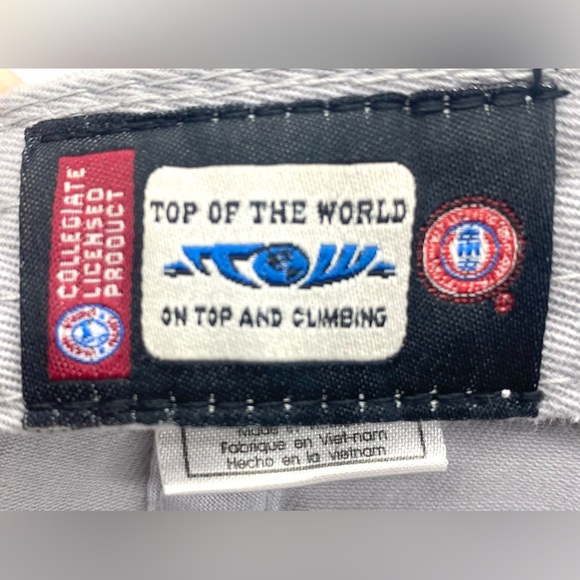 COLLEGIATE
LICENSED
PRODUCT
TOP OF THE WORLD
TOW
ON TOP AND CLIMBING
Made
Fabriqué en Viet-nam
Hecho en la vietnam